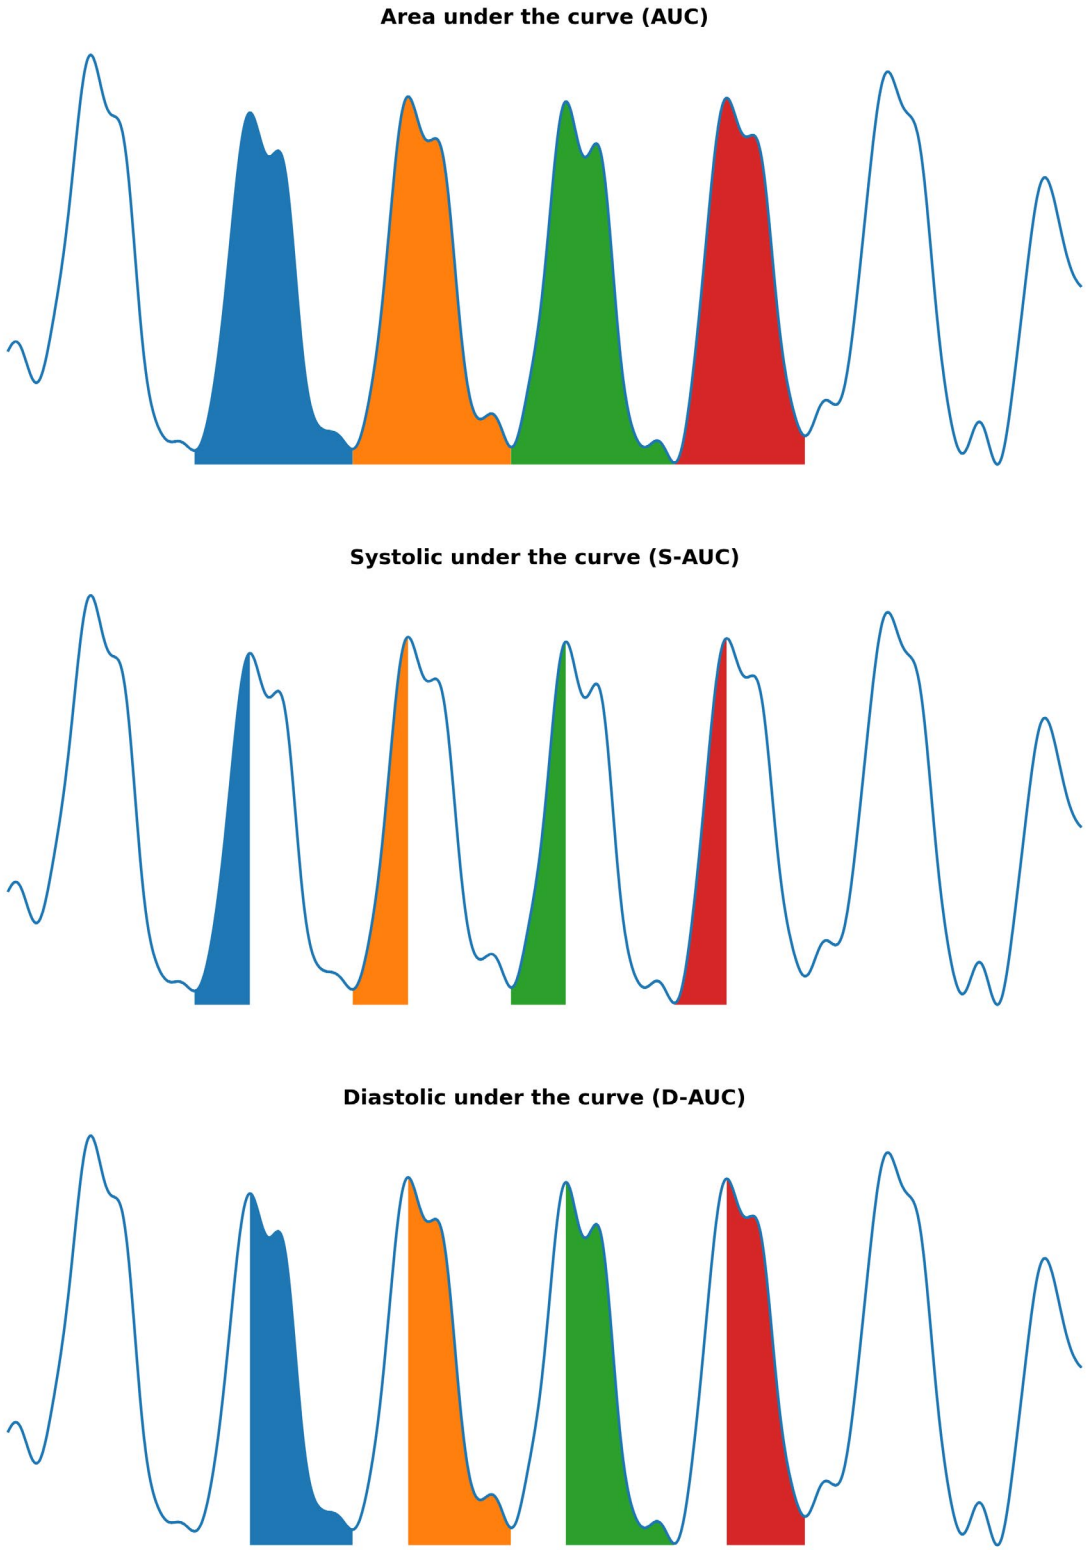 Area under the curve (AUC)
Systolic under the curve (S-AUC)
Diastolic under the curve (D-AUC)